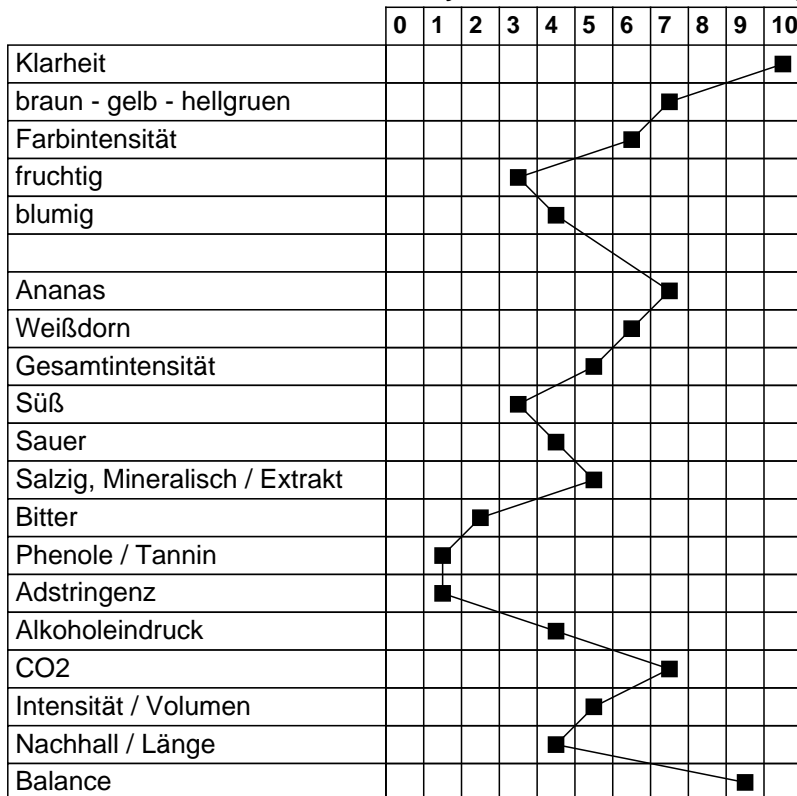 0 1 2 3 4 5 6 7 8 9 10
Klarheit
braun - gelb - hellgruen
Farbintensität
fruchtig
blumig
Ananas
Weißdorn
Gesamtintensität
Süß
Sauer
Salzig, Mineralisch / Extrakt
Bitter
Phenole / Tannin
Adstringenz
Alkoholeindruck
CO2
Intensität / Volumen
Nachhall / Länge
Balance